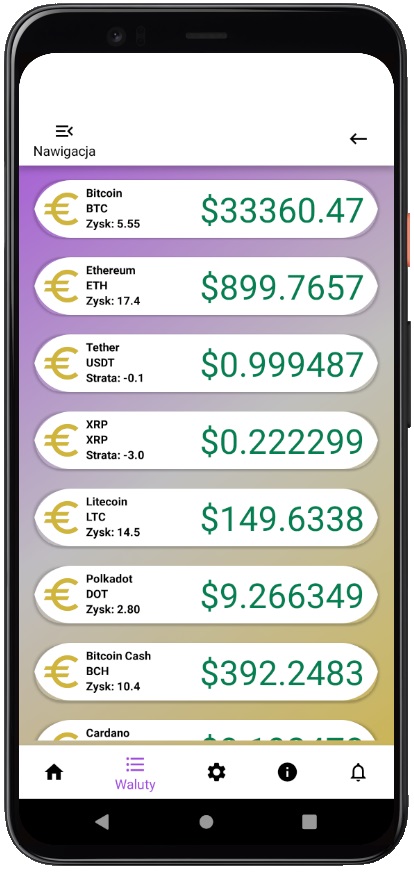 Nawigacja
Bitcoin
BTC
Zysk: 5.55
$33360.47
Ethereum
ETH
Zysk: 17.4
$899.7657
Tether
USDT
Strata: -0.1
$0.999487
XRP
XRP
Strata: -3.0
$0.222299
Litecoin
LTC
Zysk: 14.5
$149.6338
Polkadot
DOT
Zysk: 2.80
$9.266349
Bitcoin Cash
BCH
Zysk: 10.4
$392.2483
Cardano
Waluty